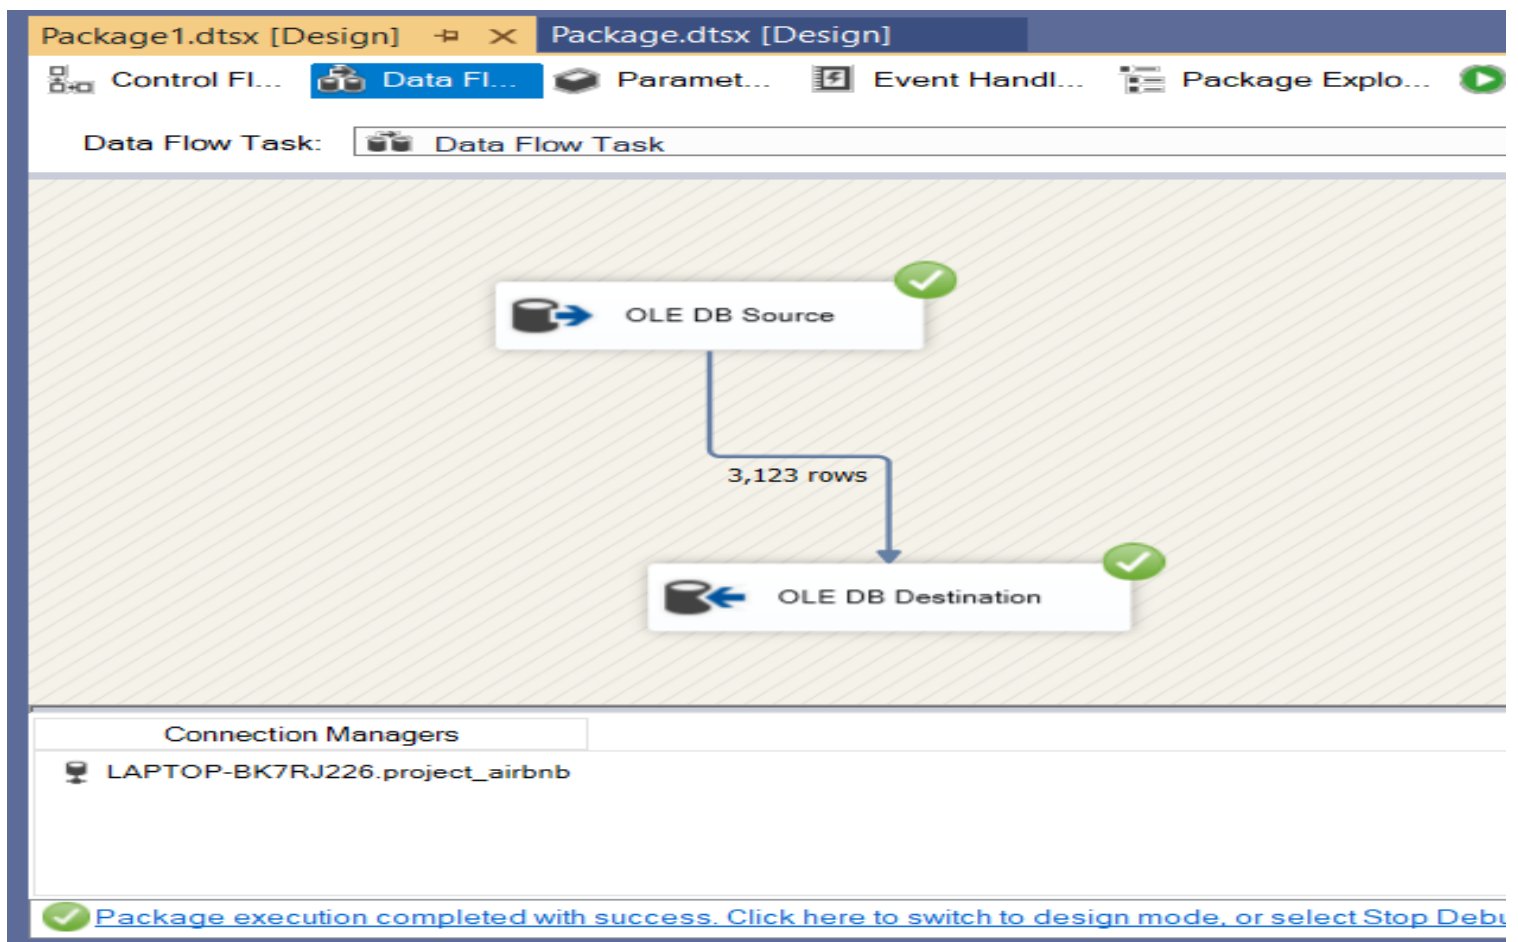 Package1.dtsx [Design] Package.dtsx [Design]
Control Fl... Data Fl... Paramet... Event Handl... Package Explo...
Data Flow Task: Data Flow Task
OLE DB Source
3,123 rows
OLE DB Destination
Connection Managers
LAPTOP-BK7RJ226.project_airbnb
Package execution completed with success. Click here to switch to design mode, or select Stop Debu